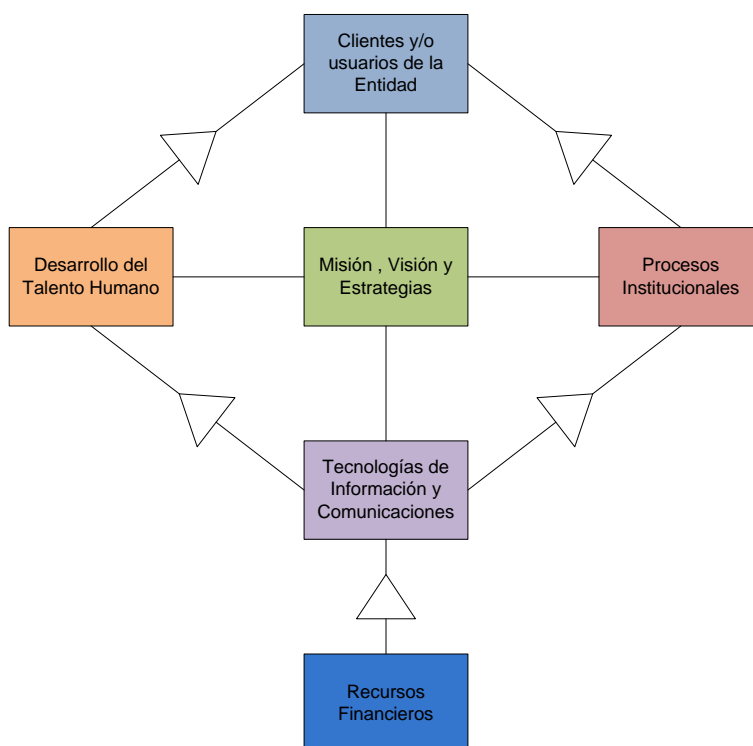 Clientes y/o
usuarios de la
Entidad
Desarrollo del
Talento Humano
Misión , Visión y
Estrategias
Procesos
Institucionales
Tecnologías de
Información y
Comunicaciones
Recursos
Financieros